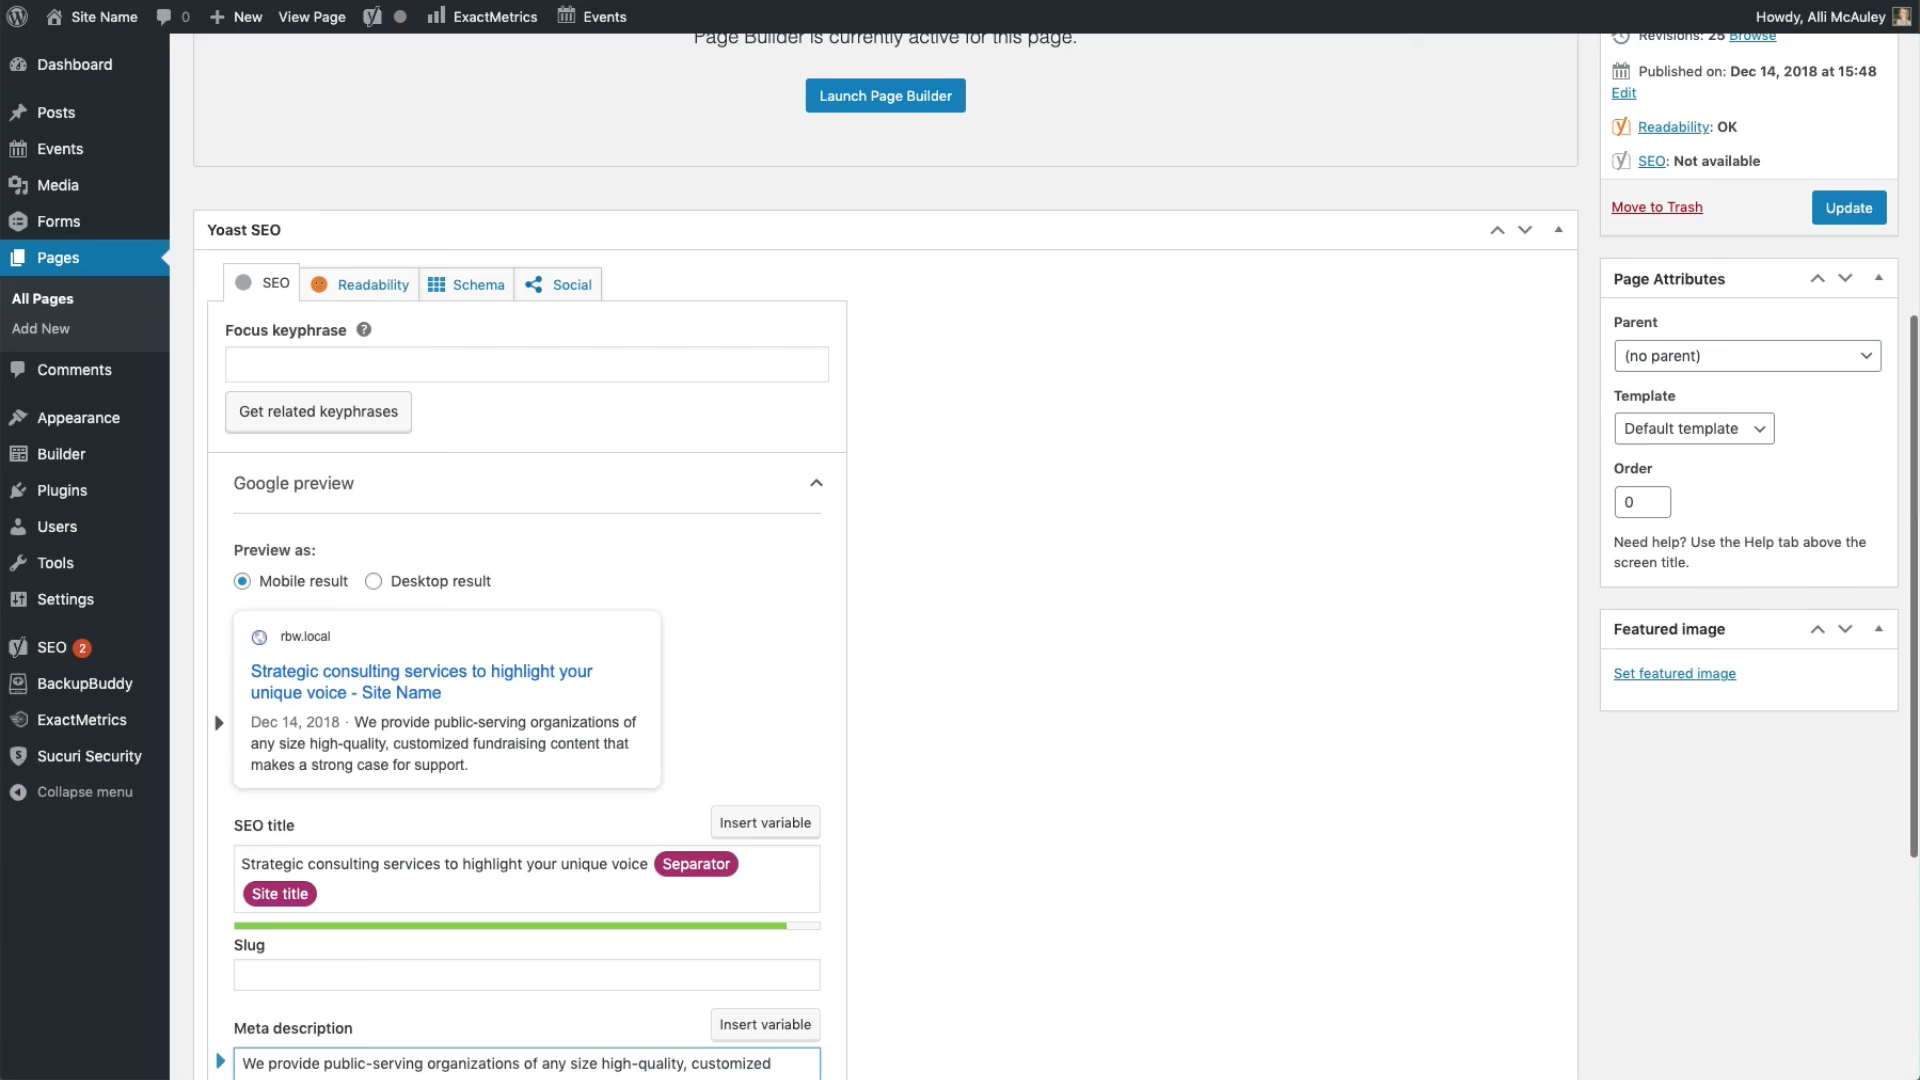 Site Name
0
New
View Page
ExactMetrics
Events
Howdy, Alli McAuley
Dashboard
Posts
Events
Media
Forms
Pages
All Pages
Add New
Comments
Appearance
Builder
Plugins
Users
Tools
Settings
SEO 2
BackupBuddy
ExactMetrics
Sucuri Security
Collapse menu
Page Builder is currently active for this page.
Launch Page Builder
Yoast SEO
SEO
Readability
Schema
Social
Focus keyphrase ?
Get related keyphrases
Google preview
Preview as:
Mobile result
Desktop result
rbw.local
Strategic consulting services to highlight your
unique voice - Site Name
Dec 14, 2018 · We provide public-serving organizations of
any size high-quality, customized fundraising content that
makes a strong case for support.
SEO title
Insert variable
Strategic consulting services to highlight your unique voice Separator
Site title
Slug
Meta description
Insert variable
We provide public-serving organizations of any size high-quality, customized
Revisions: 25 Browse
Published on: Dec 14, 2018 at 15:48
Edit
Readability: OK
SEO: Not available
Move to Trash
Update
Page Attributes
Parent
(no parent)
Template
Default template
Order
0
Need help? Use the Help tab above the
screen title.
Featured image
Set featured image